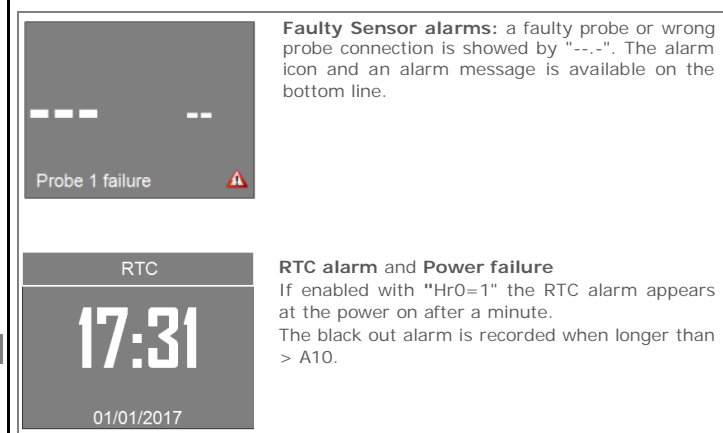 Faulty Sensor alarms: a faulty probe or wrong
probe connection is showed by "--.-". The alarm
icon and an alarm message is available on the
bottom line.
--- --
Probe 1 failure
RTC
17:31
01/01/2017
RTC alarm and Power failure
If enabled with "Hr0=1" the RTC alarm appears
at the power on after a minute.
The black out alarm is recorded when longer than
> A10.